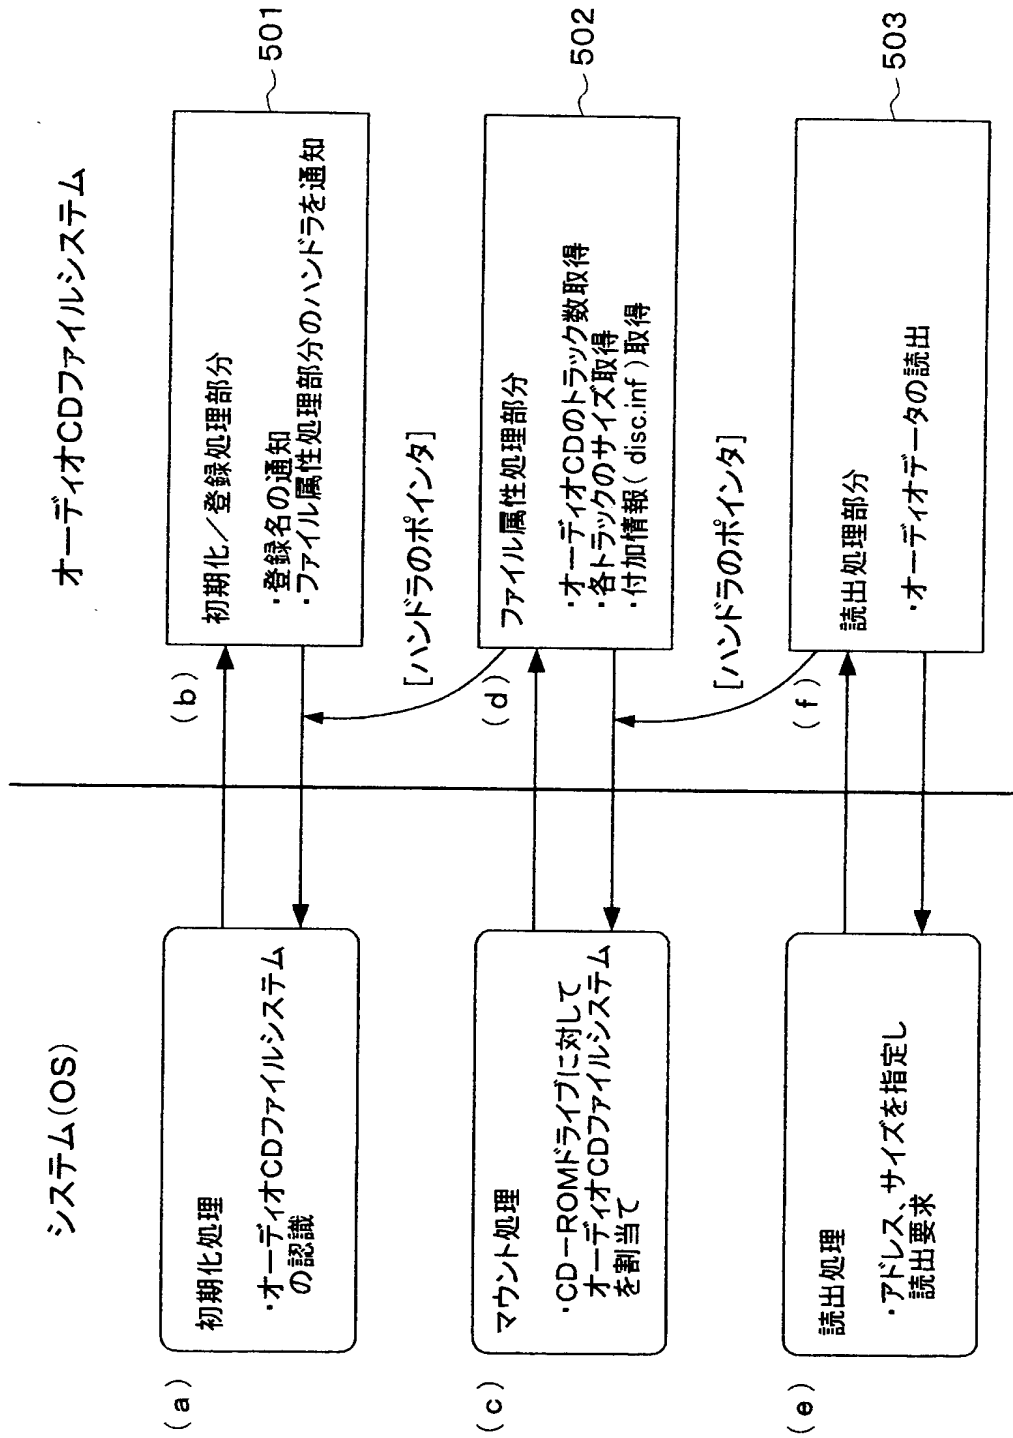 システム(OS)
オーディオCDファイルシステム
(a)
初期化処理
・オーディオCDファイルシステム
の認識
(b)
初期化／登録処理部分
・登録名の通知
・ファイル属性処理部分のハンドラを通知
501
[ハンドラのポインタ]
(c)
マウント処理
・CD－ROMドライブに対して
オーディオCDファイルシステム
を割当て
(d)
ファイル属性処理部分
・オーディオCDのトラック数取得
・各トラックのサイズ取得
・付加情報(disc.inf)取得
502
[ハンドラのポインタ]
(e)
読出処理
・アドレス、サイズを指定し
読出要求
(f)
読出処理部分
・オーディオデータの読出
503